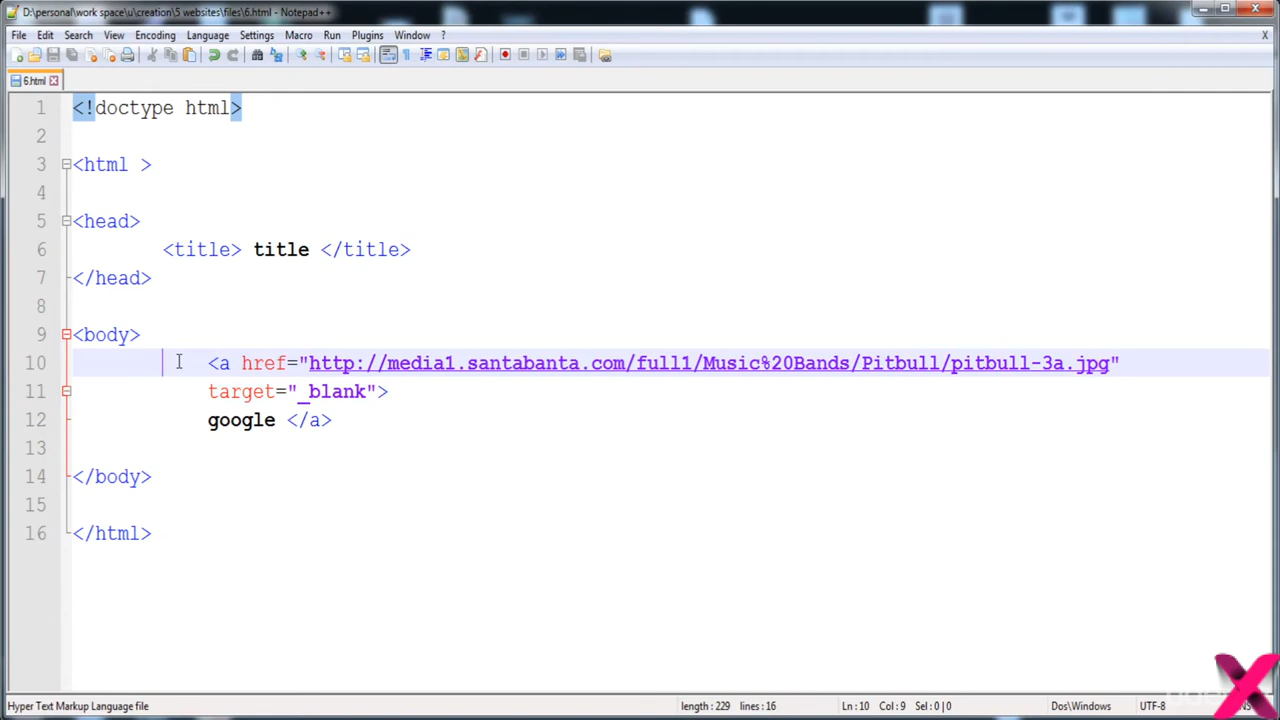 D:\personal\work space\u\creation\5 websites\files\6.html - Notepad++
File Edit Search View Encoding Language Settings Macro Run Plugins Window ? X
6.html
1 <!doctype html>
2
3 <html >
4
5 <head>
6 <title> title </title>
7 </head>
8
9 <body>
10 <a href="http://media1.santabanta.com/full1/Music%20Bands/Pitbull/pitbull-3a.jpg"
11 target="_blank">
12 google </a>
13
14 </body>
15
16 </html>
Hyper Text Markup Language file length : 229 lines : 16 Ln : 10 Col : 9 Sel : 0 | 0 Dos\Windows UTF-8